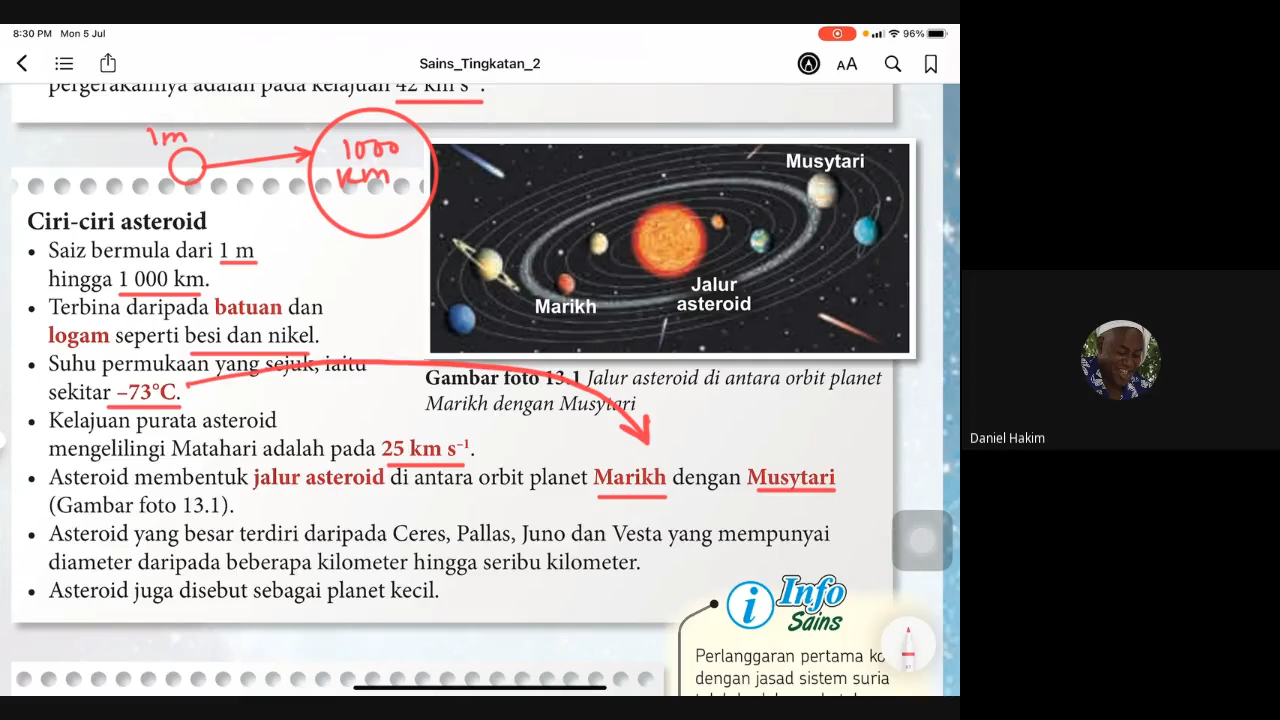 8:30 PM Mon 5 Jul
96%
Sains_Tingkatan_2
AA
pergerakannya adalah pada kelajuan 42 km s⁻¹.
1m
1000
km
Ciri-ciri asteroid
• Saiz bermula dari 1 m
hingga 1 000 km.
• Terbina daripada batuan dan
logam seperti besi dan nikel.
• Suhu permukaan yang sejuk, iaitu
sekitar –73°C.
• Kelajuan purata asteroid
mengelilingi Matahari adalah pada 25 km s⁻¹.
• Asteroid membentuk jalur asteroid di antara orbit planet Marikh dengan Musytari
(Gambar foto 13.1).
• Asteroid yang besar terdiri daripada Ceres, Pallas, Juno dan Vesta yang mempunyai
diameter daripada beberapa kilometer hingga seribu kilometer.
• Asteroid juga disebut sebagai planet kecil.
Musytari
Marikh
Jalur
asteroid
Gambar foto 13.1 Jalur asteroid di antara orbit planet
Marikh dengan Musytari
i Info
Sains
Perlanggaran pertama
dengan jasad sistem suria
Daniel Hakim